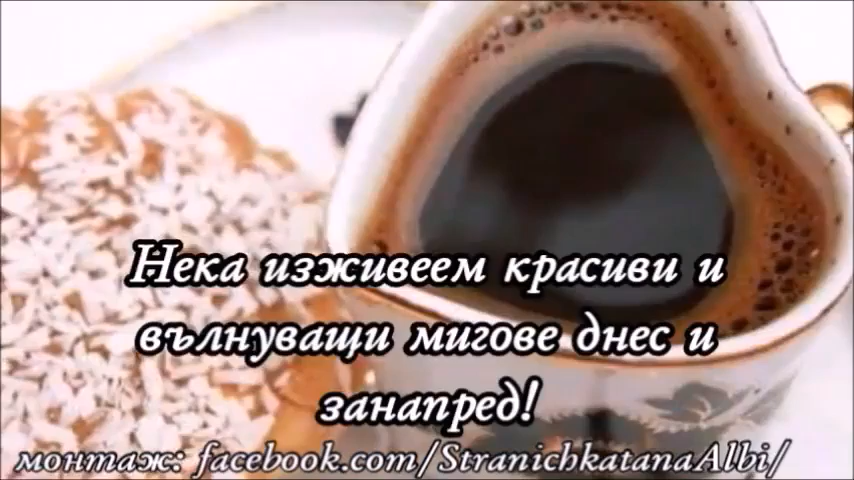 Нека изживеем красиви и
вълнуващи мигове днес и
занапред!
монтаж: facebook.com/StranichkatanaAlbi/